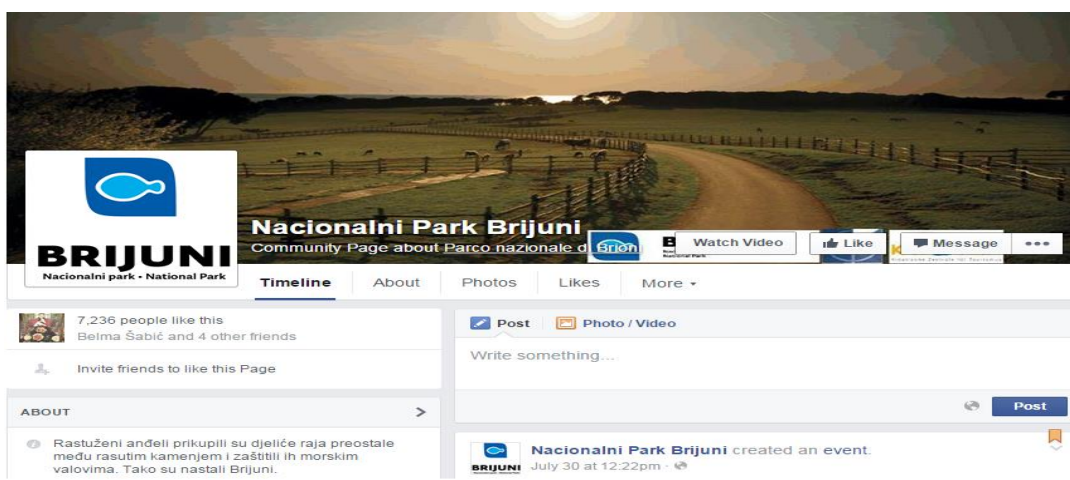 Nacionalni Park Brijuni
Community Page about Parco nazionale d Brion
Watch Video
Like
Message
BRIJUNI
Nacionalni park • National Park
Timeline
About
Photos
Likes
More
7,236 people like this
Belma Šabić and 4 other friends
Invite friends to like this Page
ABOUT
Rastuženi anđeli prikupili su djeliće raja preostale
među rasutim kamenjem i zaštitili ih morskim
valovima. Tako su nastali Brijuni.
Post
Photo / Video
Write something...
Post
Nacionalni Park Brijuni created an event.
July 30 at 12:22pm ·
BRIJUNI